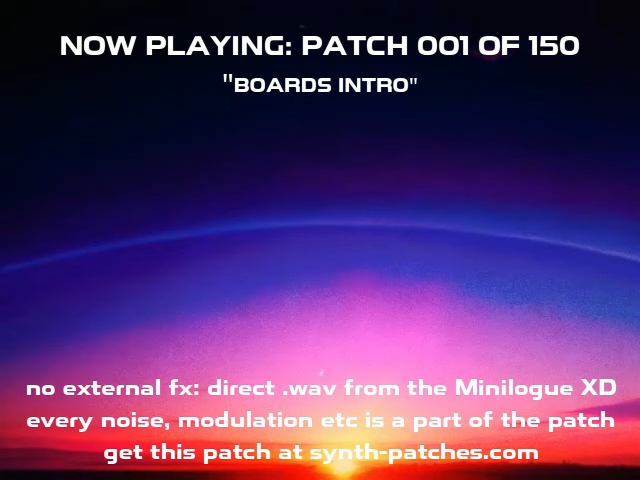 NOW PLAYING: PATCH 001 OF 150
"BOARDS INTRO"
no external fx: direct .wav from the Minilogue XD
every noise, modulation etc is a part of the patch
get this patch at synth-patches.com